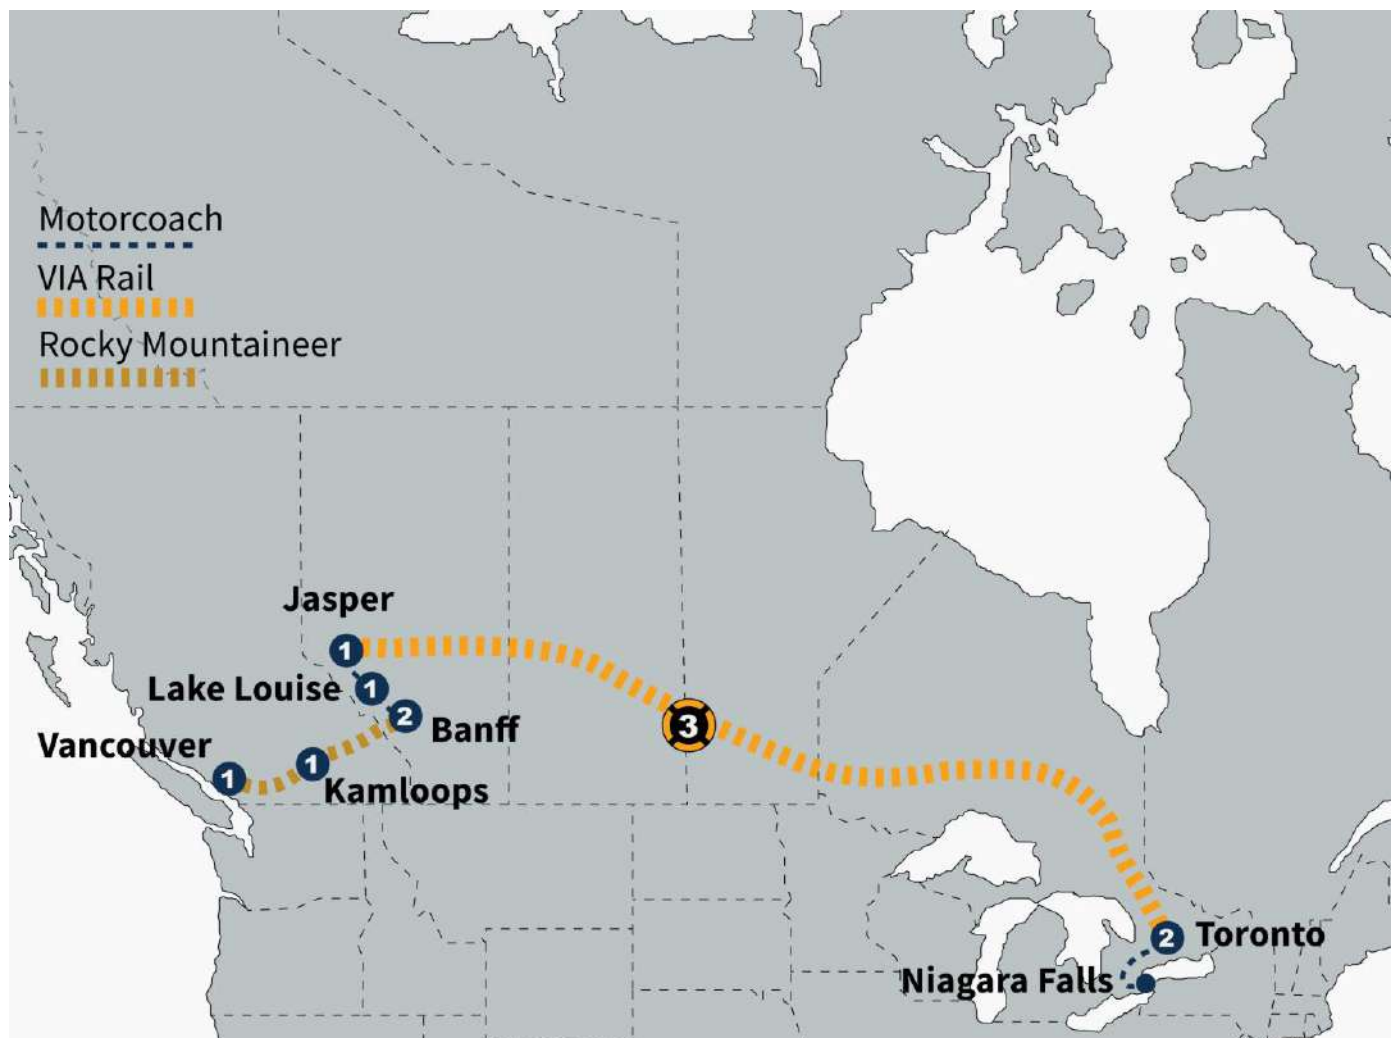 Motorcoach
VIA Rail
Rocky Mountaineer
Jasper
1
Lake Louise 1
2 Banff
Vancouver
1
1
Kamloops
3
2 Toronto
Niagara Falls